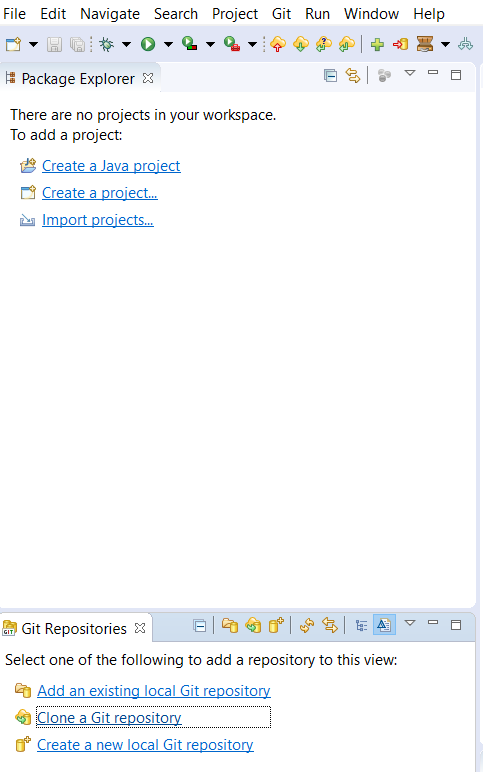 File Edit Navigate Search Project Git Run Window Help
Package Explorer
There are no projects in your workspace.
To add a project:
Create a Java project
Create a project...
Import projects...
GIT Git Repositories
Select one of the following to add a repository to this view:
Add an existing local Git repository
Clone a Git repository
Create a new local Git repository